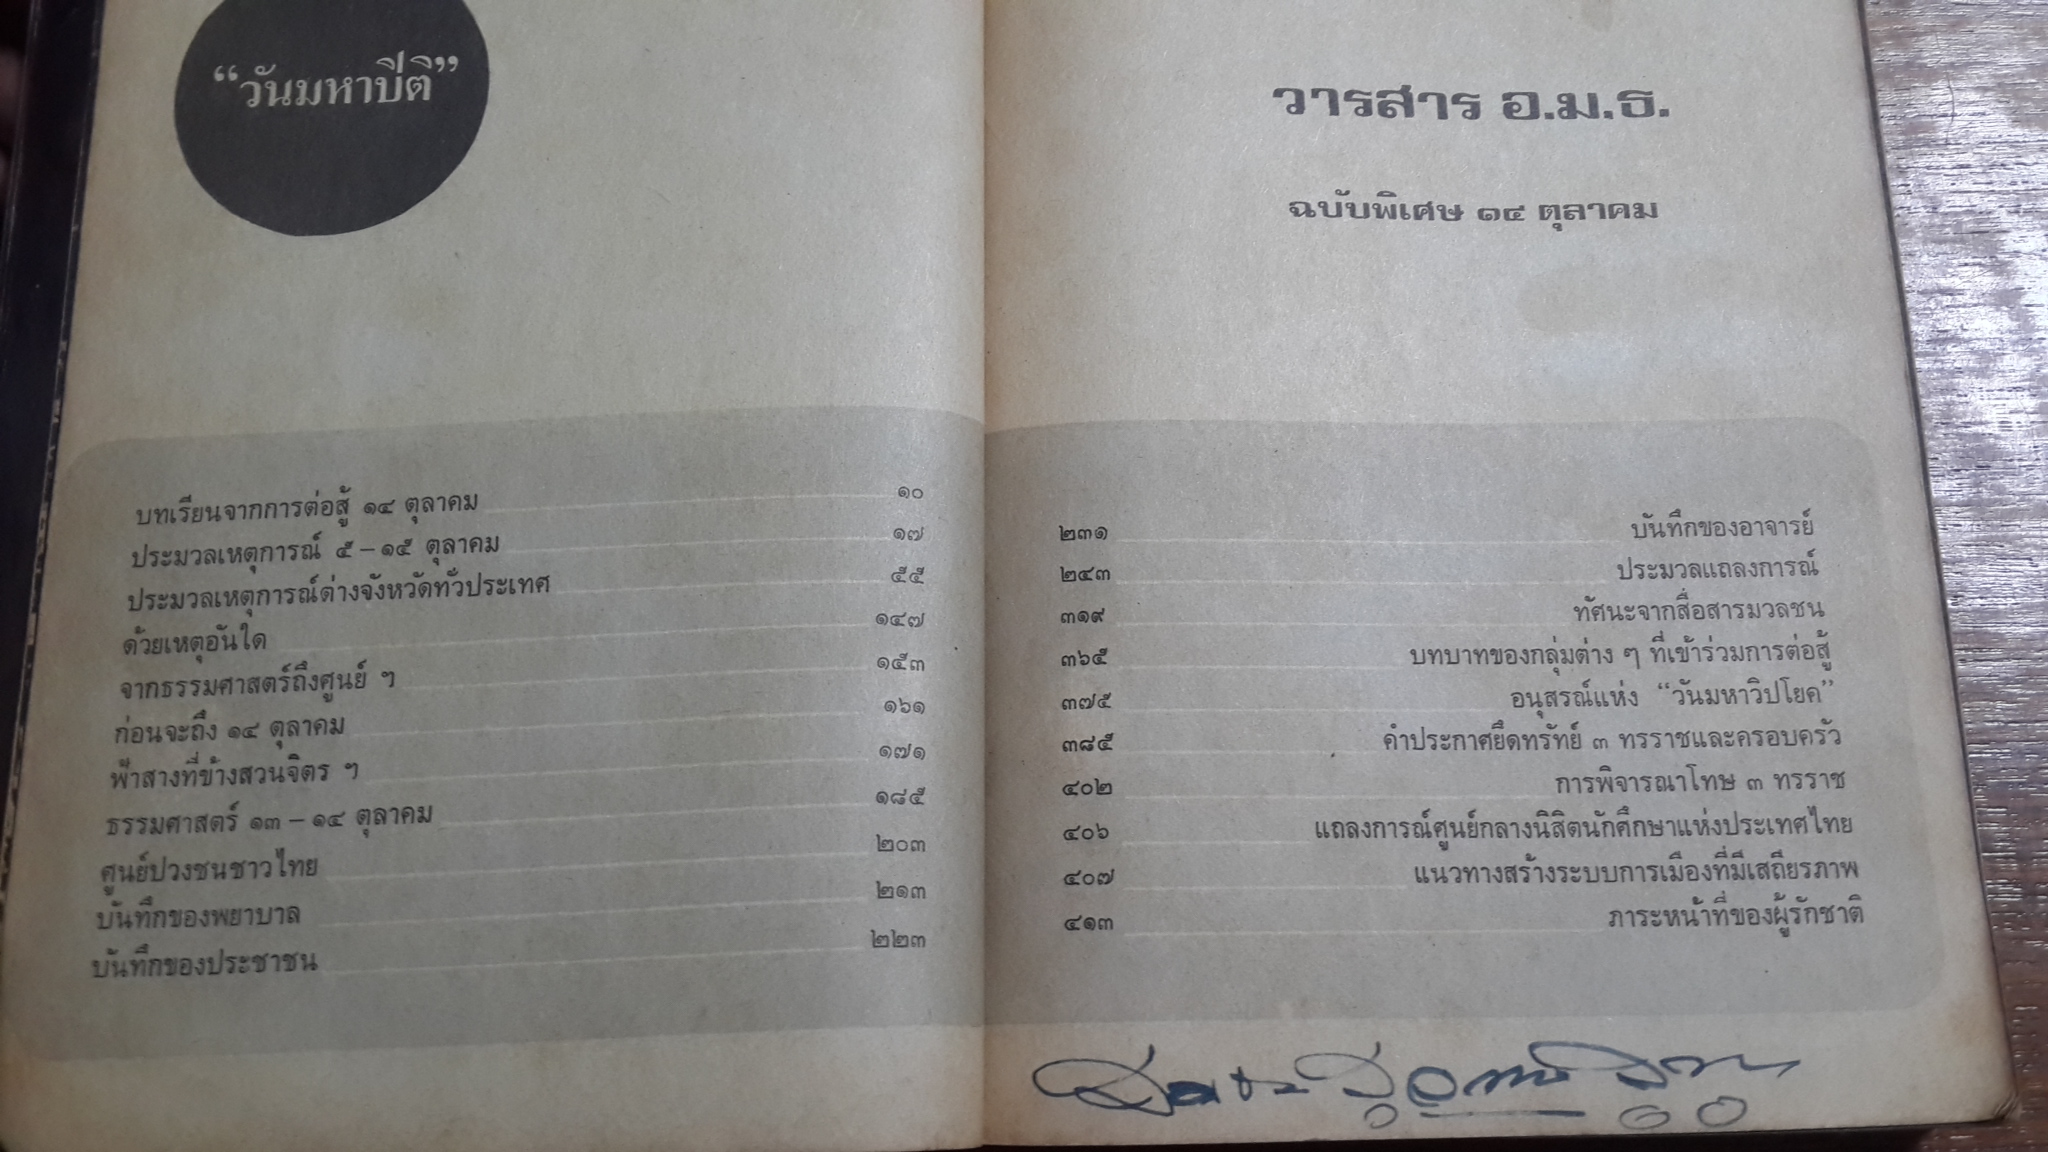 “วันมหาปีติ”
บทเรียนจากการต่อสู้ ๑๔ ตุลาคม ๑๐
ประมวลเหตุการณ์ ๕ – ๑๕ ตุลาคม ๑๗
ประมวลเหตุการณ์ต่างจังหวัดทั่วประเทศ ๕๕
ด้วยเหตุอันใด ๑๔๗
จากธรรมศาสตร์ถึงศูนย์ ฯ ๑๕๓
ก่อนจะถึง ๑๔ ตุลาคม ๑๖๑
ฟ้าสางที่ข้างสวนจิตร ฯ ๑๗๑
ธรรมศาสตร์ ๑๓ – ๑๔ ตุลาคม ๑๘๕
ศูนย์ปวงชนชาวไทย ๒๐๓
บันทึกของพยาบาล ๒๑๓
บันทึกของประชาชน ๒๒๓
วารสาร อ.ม.ธ.
ฉบับพิเศษ ๑๔ ตุลาคม
๒๓๑ บันทึกของอาจารย์
๒๔๓ ประมวลแถลงการณ์
๓๑๙ ทัศนะจากสื่อสารมวลชน
๓๖๕ บทบาทของกลุ่มต่าง ๆ ที่เข้าร่วมการต่อสู้
๓๗๕ อนุสรณ์แห่ง “วันมหาวิปโยค”
๓๘๕ คำประกาศยึดทรัพย์ ๓ ทรราชและครอบครัว
๔๐๒ การพิจารณาโทษ ๓ ทรราช
๔๐๖ แถลงการณ์ศูนย์กลางนิสิตนักศึกษาแห่งประเทศไทย
๔๐๗ แนวทางสร้างระบบการเมืองที่มีเสถียรภาพ
๔๑๓ ภาระหน้าที่ของผู้รักชาติ